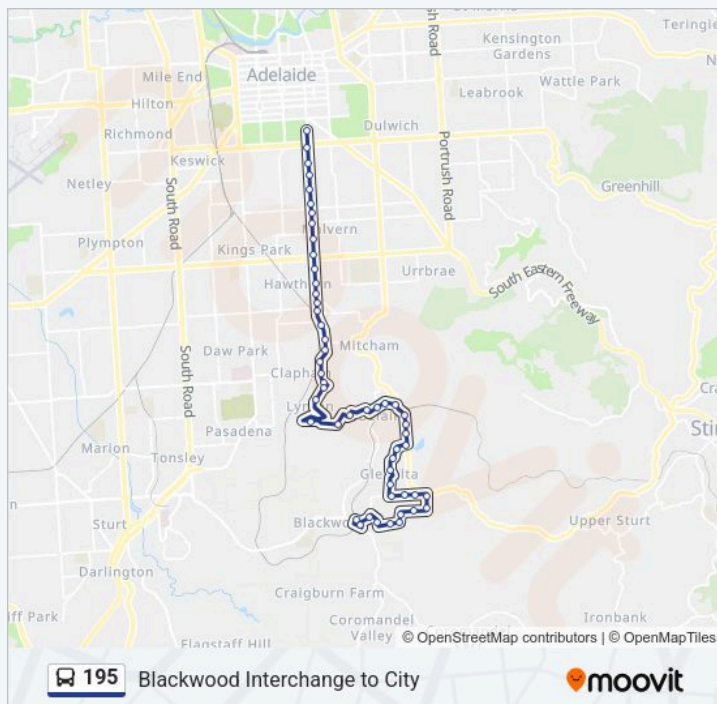 Teringie
Kensington
Gardens
Mile End
Adelaide
Portrush Road
Wattle Park
Hilton
Leabrook
Richmond
Dulwich
Keswick
Netley
South Road
Portrush Road
Greenhill
Plympton
Kings Park
Malvern
Urrbrae
South Eastern Freeway
Hawthorn
Daw Park
Mitcham
South Road
Clapham
Lynton
Pasadena
Marion
Tonsley
Sturt
Blackwood
Upper Sturt
Darlington
Craigburn Farm
Coromandel
Valley
Ironbank
Flagstaff Hill
© OpenStreetMap contributors | © OpenMapTiles
195 Blackwood Interchange to City
moovit